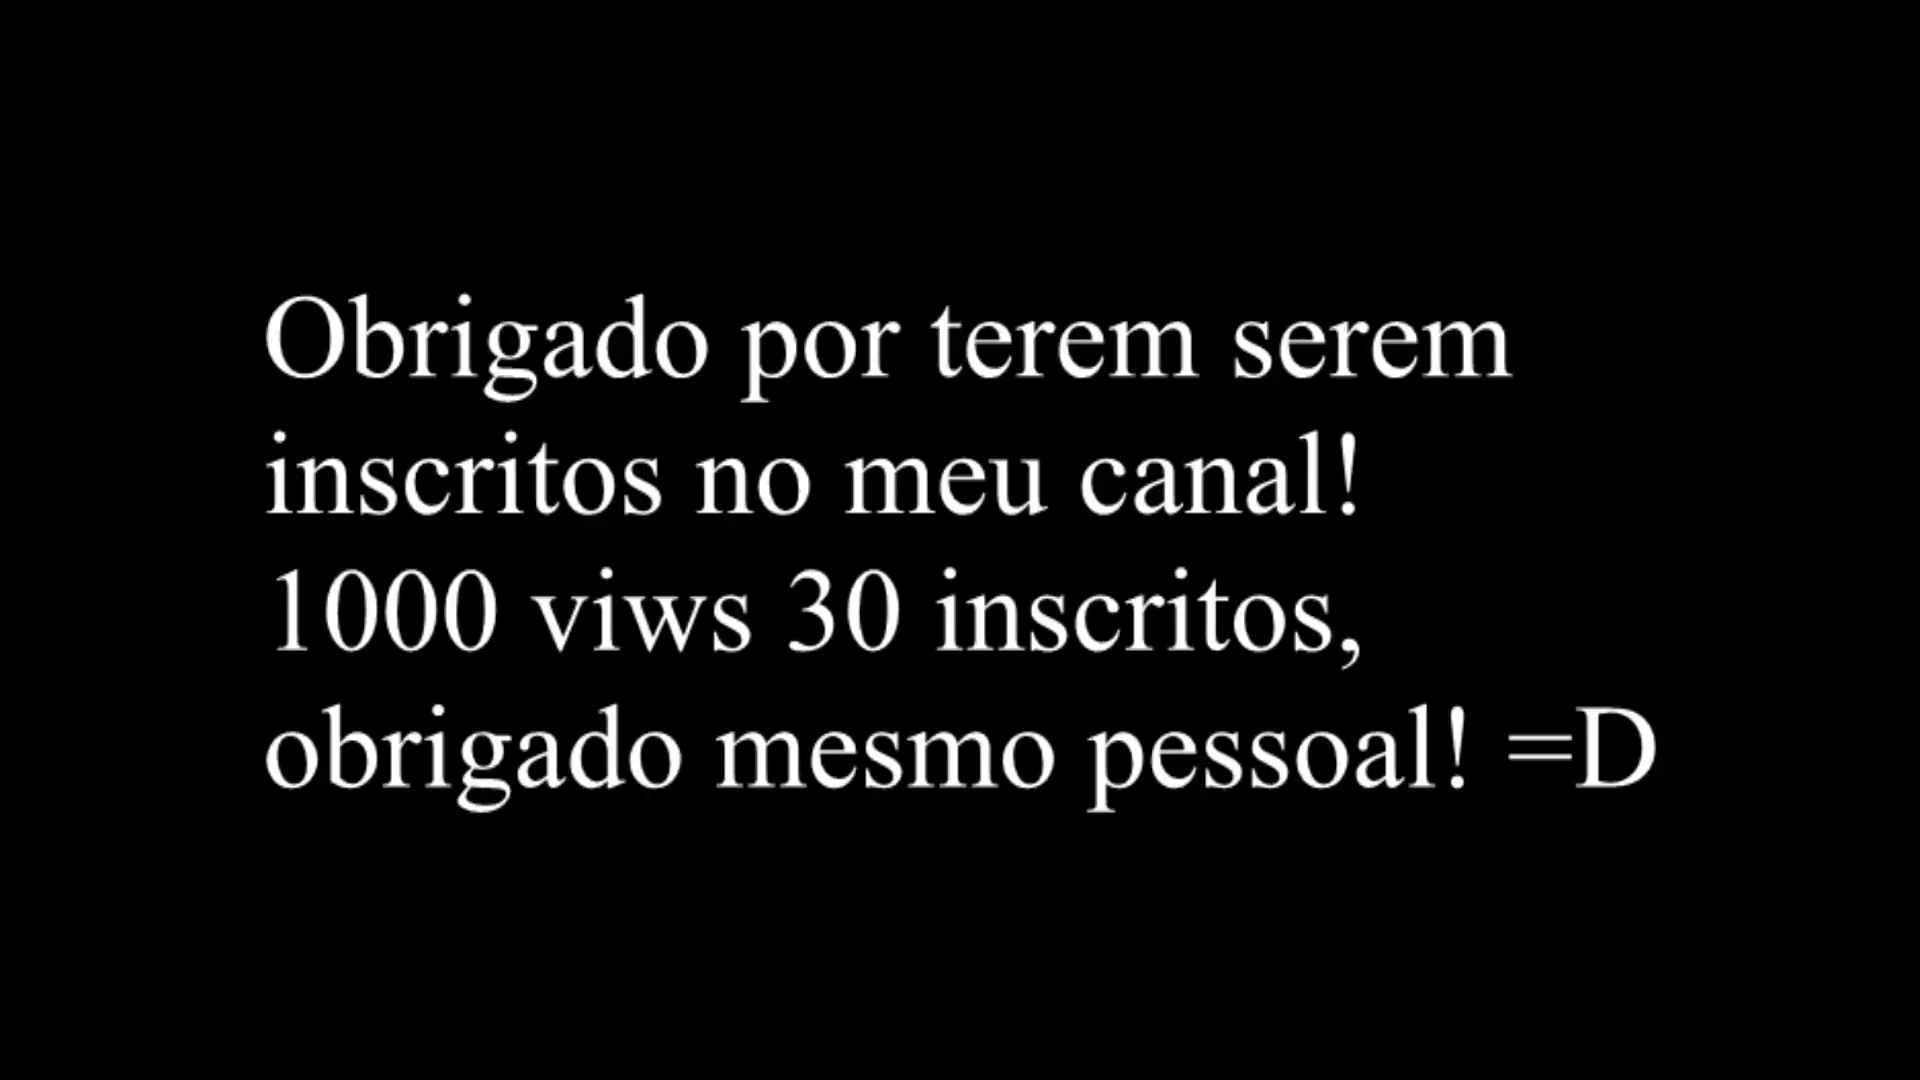 Obrigado por terem serem
inscritos no meu canal!
1000 viws 30 inscritos,
obrigado mesmo pessoal! =D